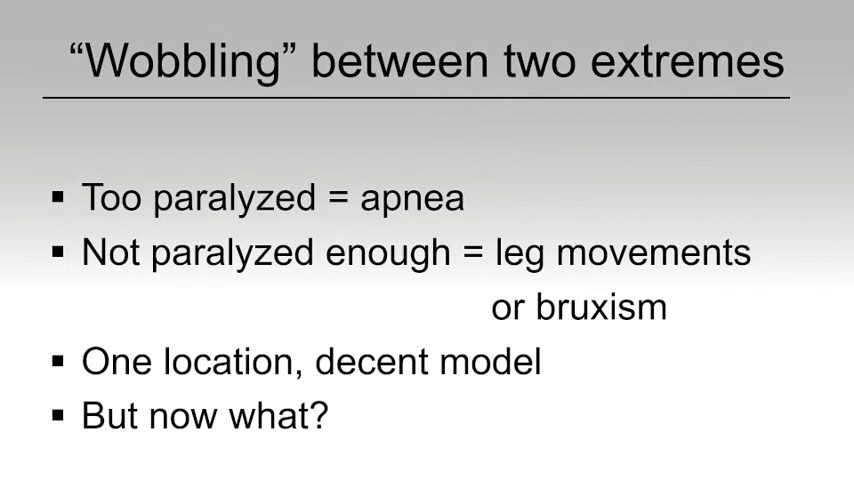 “Wobbling” between two extremes
▪ Too paralyzed = apnea
▪ Not paralyzed enough = leg movements
or bruxism
▪ One location, decent model
▪ But now what?